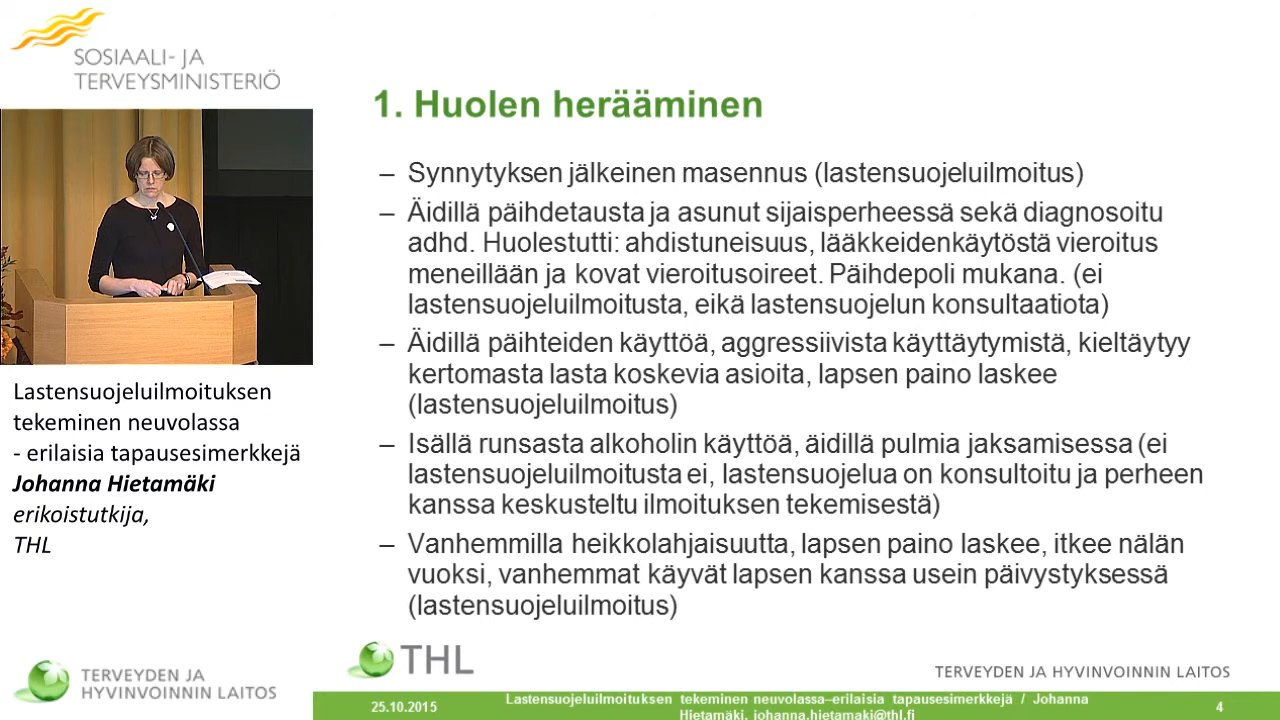 SOSIAALI- JA
TERVEYSMINISTERIÖ
Lastensuojeluilmoituksen
tekeminen neuvolassa
- erilaisia tapausesimerkkejä
Johanna Hietamäki
erikoistutkija,
THL
TERVEYDEN JA
HYVINVOINNIN LAITOS
1. Huolen herääminen
– Synnytyksen jälkeinen masennus (lastensuojeluilmoitus)
– Äidillä päihdetausta ja asunut sijaisperheessä sekä diagnosoitu
adhd. Huolestutti: ahdistuneisuus, lääkkeidenkäytöstä vieroitus
meneillään ja kovat vieroitusoireet. Päihdepoli mukana. (ei
lastensuojeluilmoitusta, eikä lastensuojelun konsultaatiota)
– Äidillä päihteiden käyttöä, aggressiivista käyttäytymistä, kieltäytyy
kertomasta lasta koskevia asioita, lapsen paino laskee
(lastensuojeluilmoitus)
– Isällä runsasta alkoholin käyttöä, äidillä pulmia jaksamisessa (ei
lastensuojeluilmoitusta ei, lastensuojelua on konsultoitu ja perheen
kanssa keskusteltu ilmoituksen tekemisestä)
– Vanhemmilla heikkolahjaisuutta, lapsen paino laskee, itkee nälän
vuoksi, vanhemmat käyvät lapsen kanssa usein päivystyksessä
(lastensuojeluilmoitus)
THL
TERVEYDEN JA HYVINVOINNIN LAITOS
25.10.2015
Lastensuojeluilmoituksen tekeminen neuvolassa–erilaisia tapausesimerkkejä / Johanna
Hietamäki, johanna.hietamaki@thl.fi
4